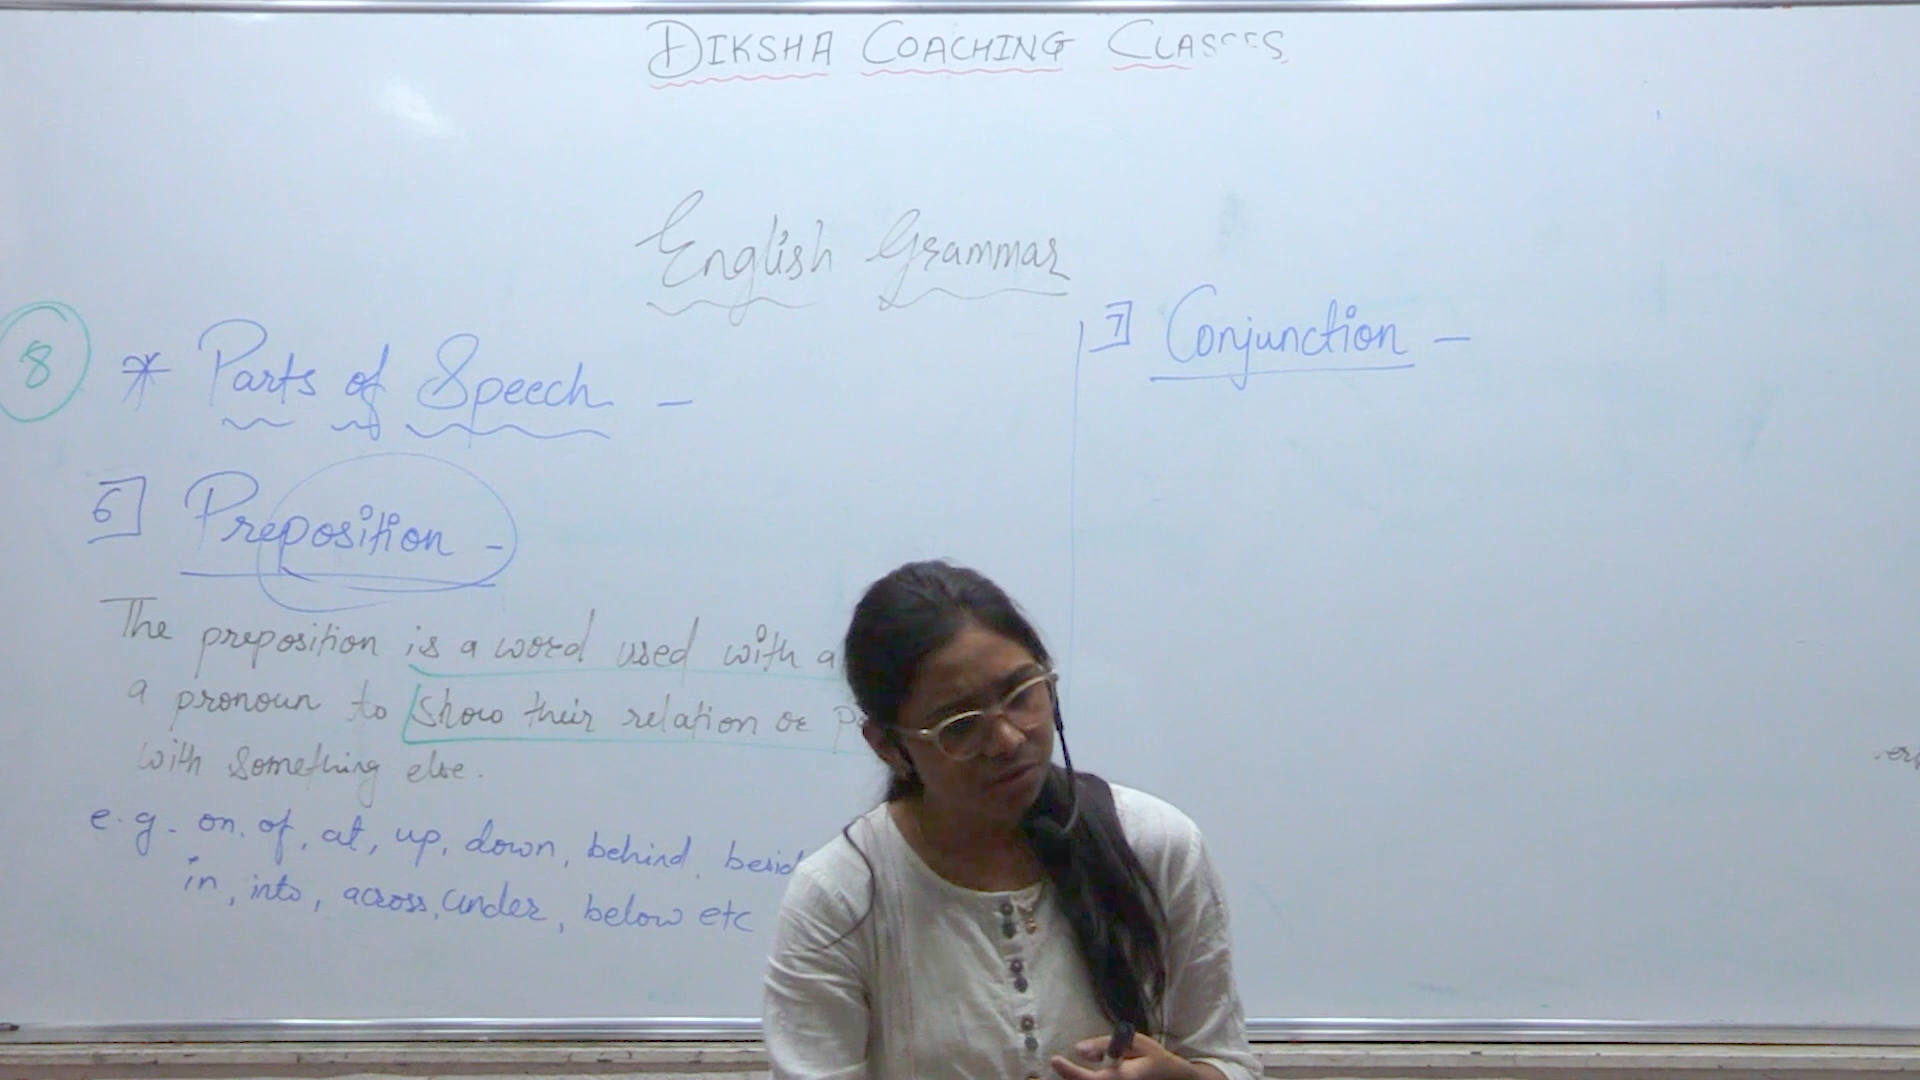 DIKSHA COACHING CLASSES
English Grammar
8
* Parts of Speech -
6] Preposition -
The preposition is a word used with a
a pronoun to show their relation or
with something else.
e.g. on, of, at, up, down, behind, besid
in, into, across, under, below etc
7] Conjunction -